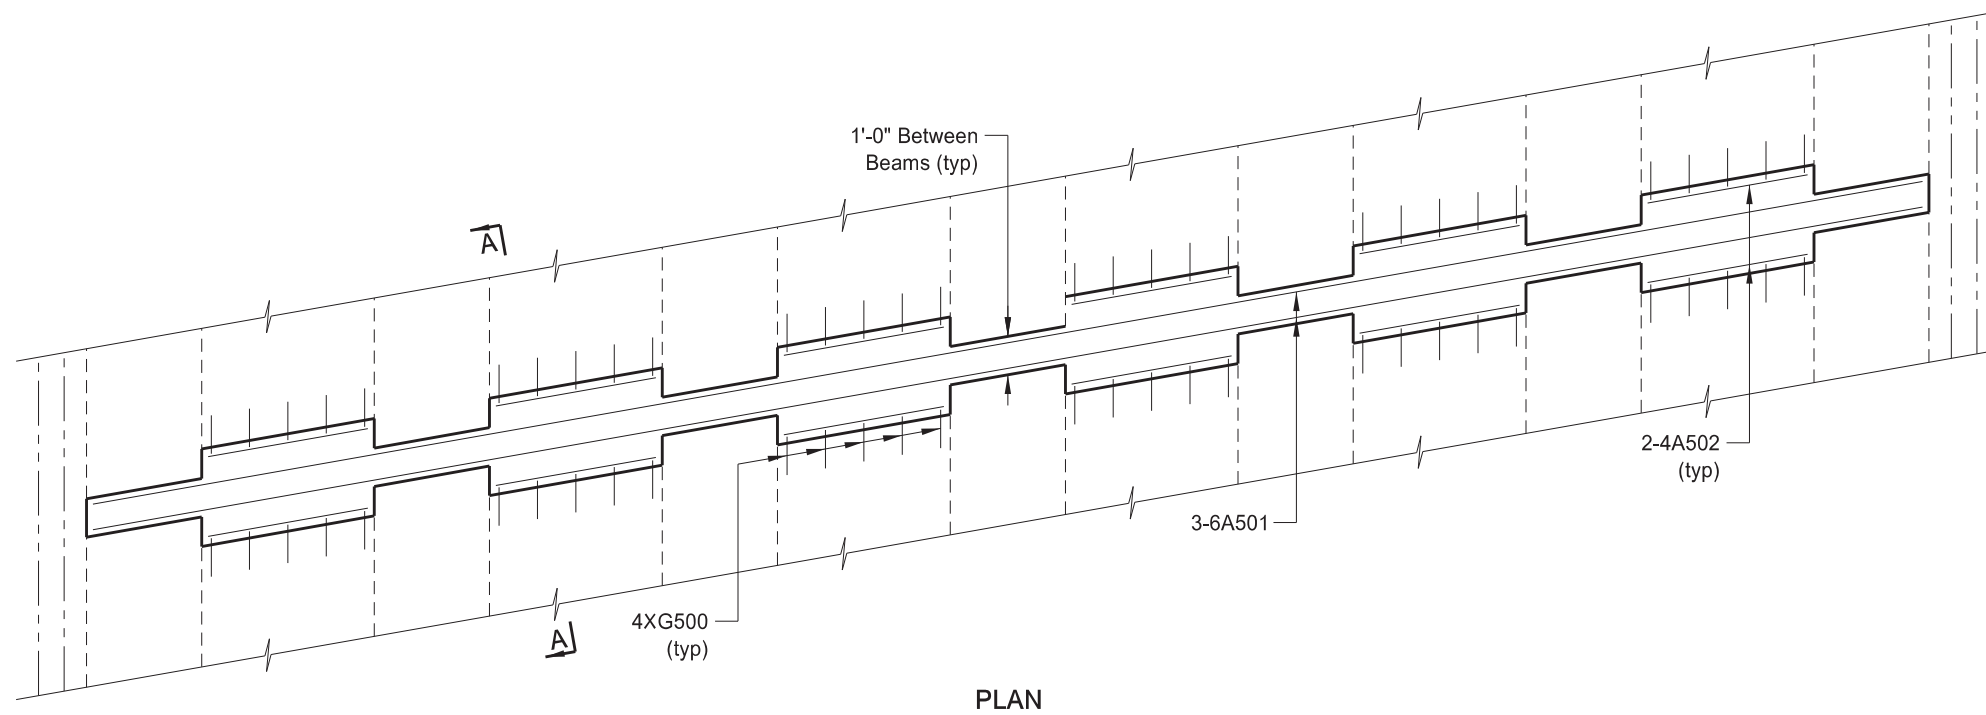 1'-0" Between
Beams (typ)
A
2-4A502
(typ)
3-6A501
4XG500
(typ)
A
PLAN